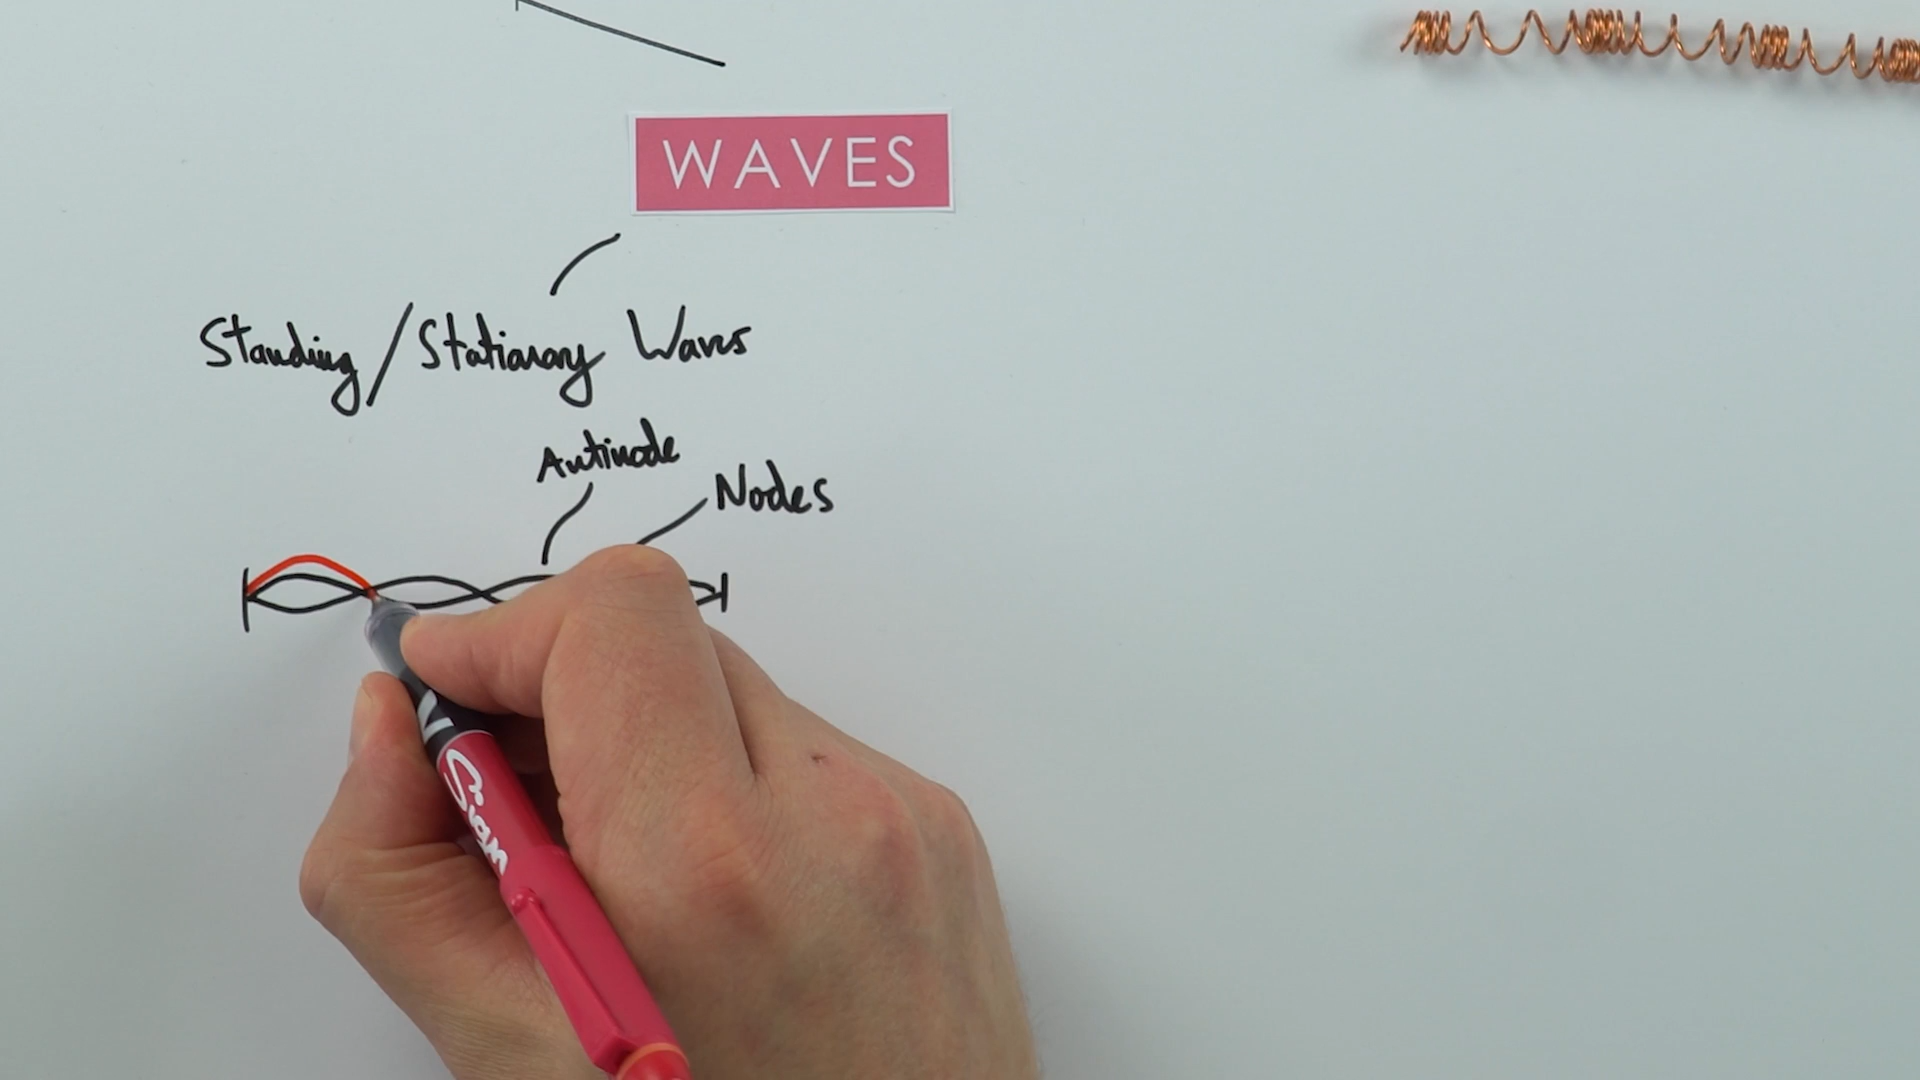 WAVES
Standing/Stationary Waves
Antinode
Nodes
Sign